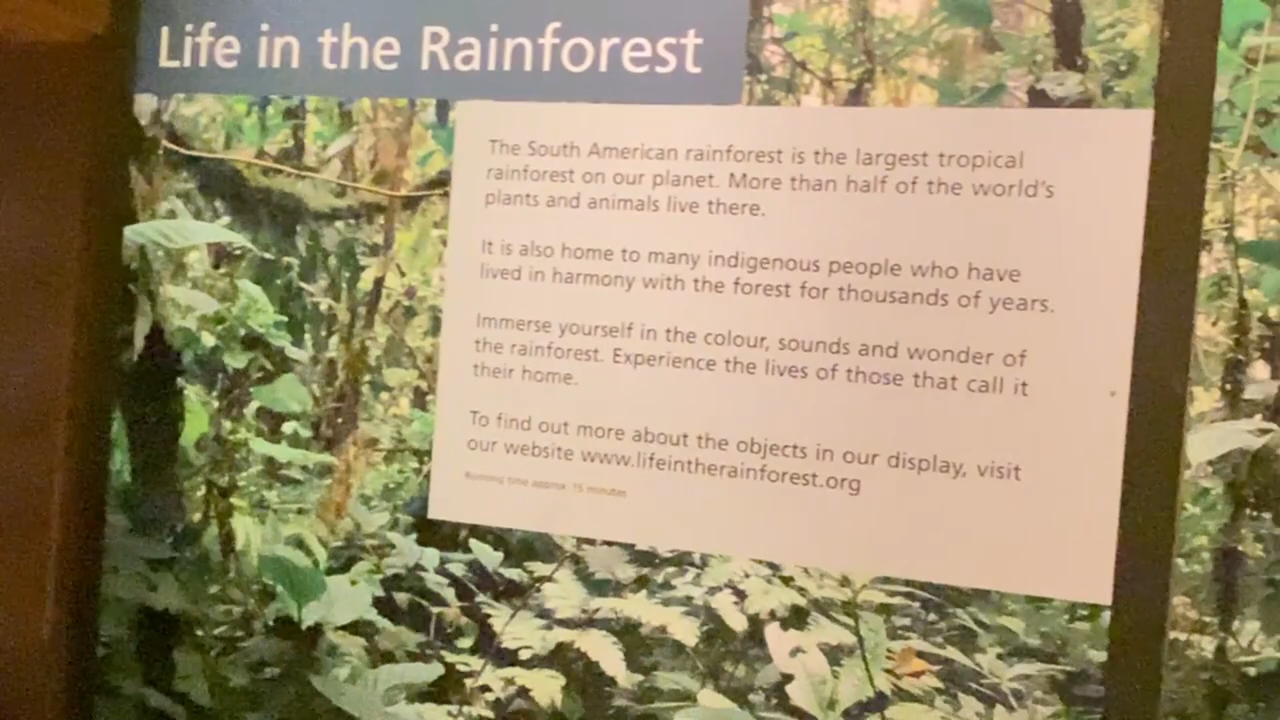 Life in the Rainforest
The South American rainforest is the largest tropical
rainforest on our planet. More than half of the world's
plants and animals live there.
It is also home to many indigenous people who have
lived in harmony with the forest for thousands of years.
Immerse yourself in the colour, sounds and wonder of
the rainforest. Experience the lives of those that call it
their home.
To find out more about the objects in our display, visit
our website www.lifeintherainforest.org
Running time approx. 15 minutes